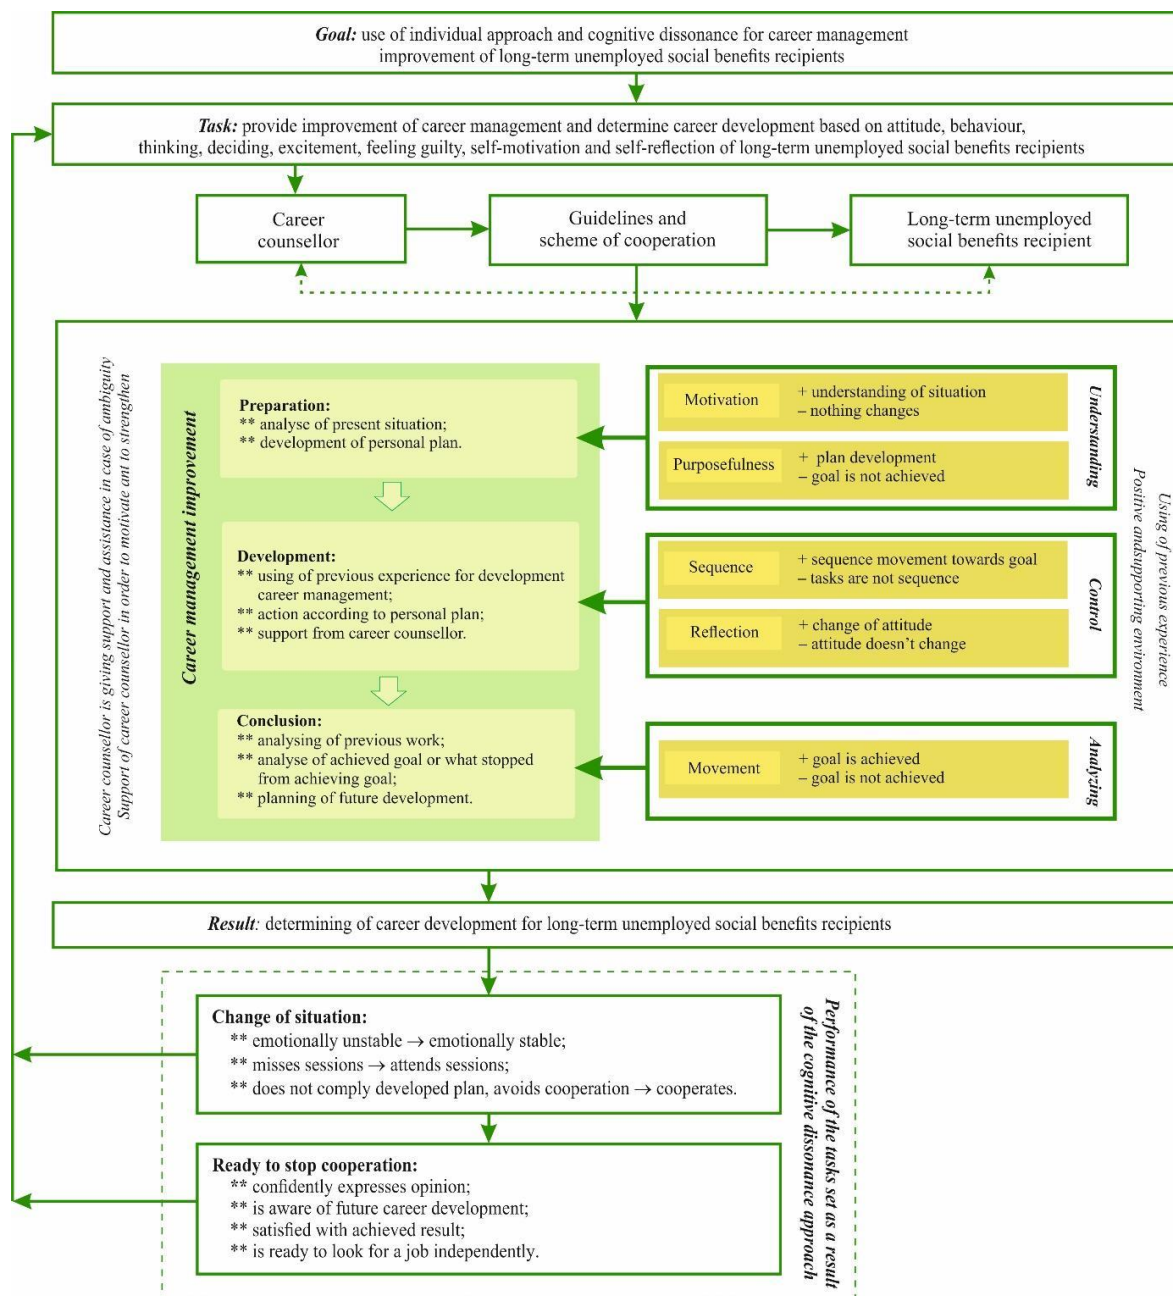 Goal: use of individual approach and cognitive dissonance for career management
improvement of long-term unemployed social benefits recipients
Task: provide improvement of career management and determine career development based on attitude, behaviour,
thinking, deciding, excitement, feeling guilty, self-motivation and self-reflection of long-term unemployed social benefits recipients
Career
counsellor
Guidelines and
scheme of cooperation
Long-term unemployed
social benefits recipient
Career counsellor is giving support and assistance in case of ambiguity
Support of career counsellor in order to motivate ant to strengthen
Career management improvement
Preparation:
** analyse of present situation;
** development of personal plan.
Development:
** using of previous experience for development
career management;
** action according to personal plan;
** support from career counsellor.
Conclusion:
** analysing of previous work;
** analyse of achieved goal or what stopped
from achieving goal;
** planning of future development.
Motivation
+ understanding of situation
– nothing changes
Purposefulness
+ plan development
– goal is not achieved
Understanding
Sequence
+ sequence movement towards goal
– tasks are not sequence
Reflection
+ change of attitude
– attitude doesn't change
Control
Movement
+ goal is achieved
– goal is not achieved
Analyzing
Using of previous experience
Positive andsupporting environment
Result: determining of career development for long-term unemployed social benefits recipients
Change of situation:
** emotionally unstable → emotionally stable;
** misses sessions → attends sessions;
** does not comply developed plan, avoids cooperation → cooperates.
Ready to stop cooperation:
** confidently expresses opinion;
** is aware of future career development;
** satisfied with achieved result;
** is ready to look for a job independently.
Performance of the tasks set as a result
of the cognitive dissonance approach